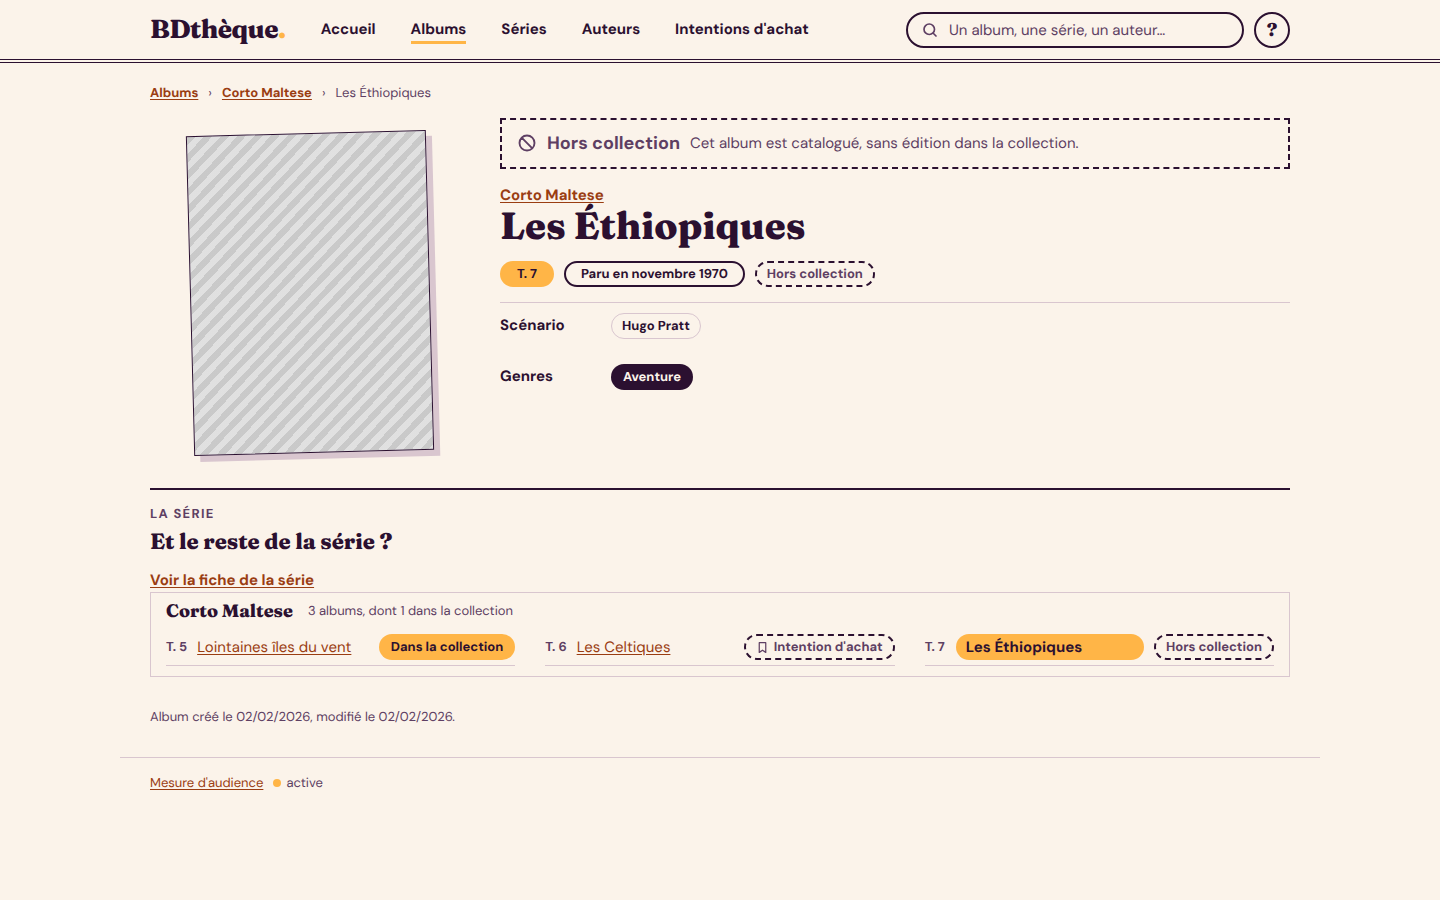 BDthèque.
Accueil
Albums
Séries
Auteurs
Intentions d'achat
Un album, une série, un auteur…
?
Albums › Corto Maltese › Les Éthiopiques
Hors collection Cet album est catalogué, sans édition dans la collection.
Corto Maltese
Les Éthiopiques
T. 7
Paru en novembre 1970
Hors collection
Scénario
Hugo Pratt
Genres
Aventure
LA SÉRIE
Et le reste de la série ?
Voir la fiche de la série
Corto Maltese 3 albums, dont 1 dans la collection
T. 5 Lointaines îles du vent Dans la collection
T. 6 Les Celtiques Intention d'achat
T. 7 Les Éthiopiques Hors collection
Album créé le 02/02/2026, modifié le 02/02/2026.
Mesure d'audience active